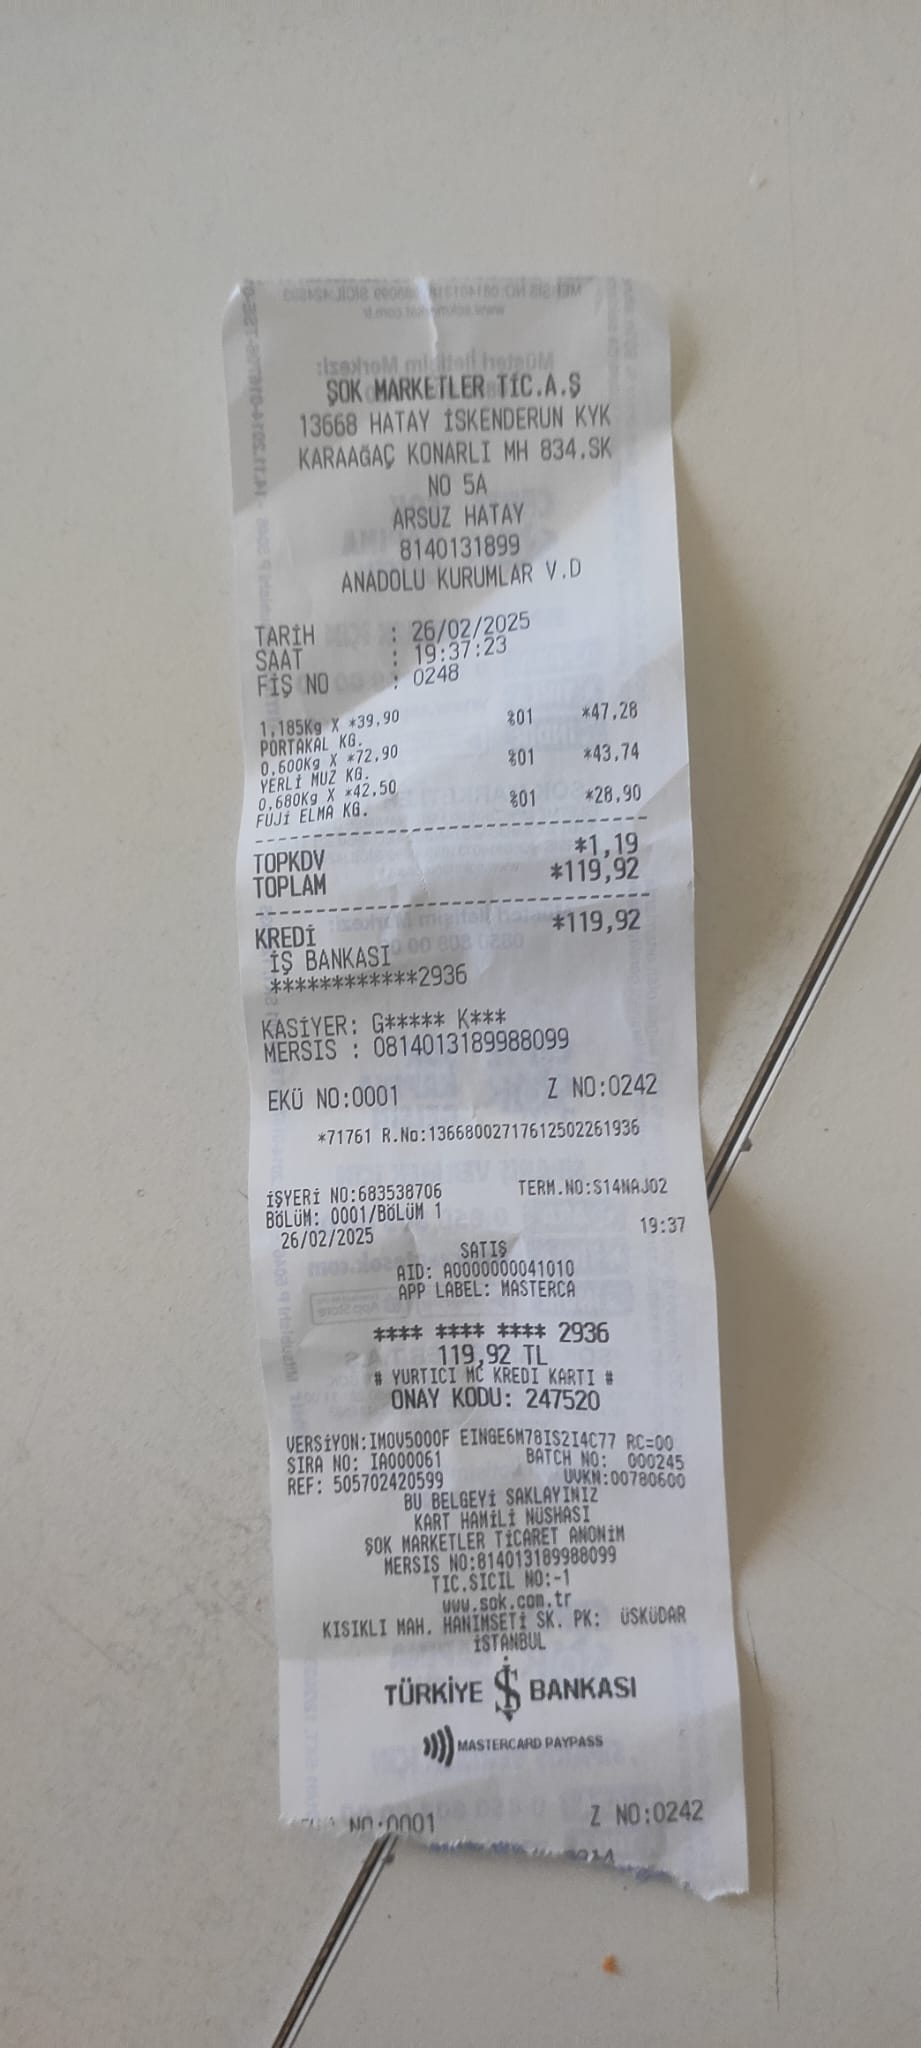 ŞOK MARKETLER TİC.A.Ş
13668 HATAY İSKENDERUN KYK
KARAAĞAÇ KONARLI MH 834.SK
NO 5A
ARSUZ HATAY
8140131899
ANADOLU KURUMLAR V.D
TARİH : 26/02/2025
SAAT : 19:37:23
FİŞ NO : 0248
1,185Kg X *39,90
PORTAKAL KG. %01 *47,28
0,600Kg X *72,90
YERLİ MUZ KG. %01 *43,74
0,680Kg X *42,50
FUJİ ELMA KG. %01 *28,90
TOPKDV *1,19
TOPLAM *119,92
KREDİ *119,92
İŞ BANKASI
************2936
KASİYER: G***** K***
MERSIS : 0814013189988099
EKÜ NO:0001 Z NO:0242
*71761 R.No:13668002717612502261936
İŞYERİ NO:683538706 TERM.NO:S14NAJ02
BÖLÜM: 0001/BÖLÜM 1
26/02/2025 19:37
SATIŞ
AID: A0000000041010
APP LABEL: MASTERCA
**** **** **** 2936
119,92 TL
# YURTICI MC KREDI KARTI #
ONAY KODU: 247520
VERSİYON:IMOV5000F EINGE6M78IS2I4C77 RC=00
SIRA NO: IA000061 BATCH NO: 000245
REF: 505702420599 UVKN:00780600
BU BELGEYİ SAKLAYINIZ
KART HAMİLİ NÜSHASI
ŞOK MARKETLER TİCARET ANONİM
MERSIS NO:814013189988099
TIC.SICIL NO:-1
www.sok.com.tr
KISIKLI MAH. HANIMSETİ SK. PK: ÜSKÜDAR
İSTANBUL
TÜRKİYE İŞ BANKASI
MASTERCARD PAYPASS
NO:0001 Z NO:0242